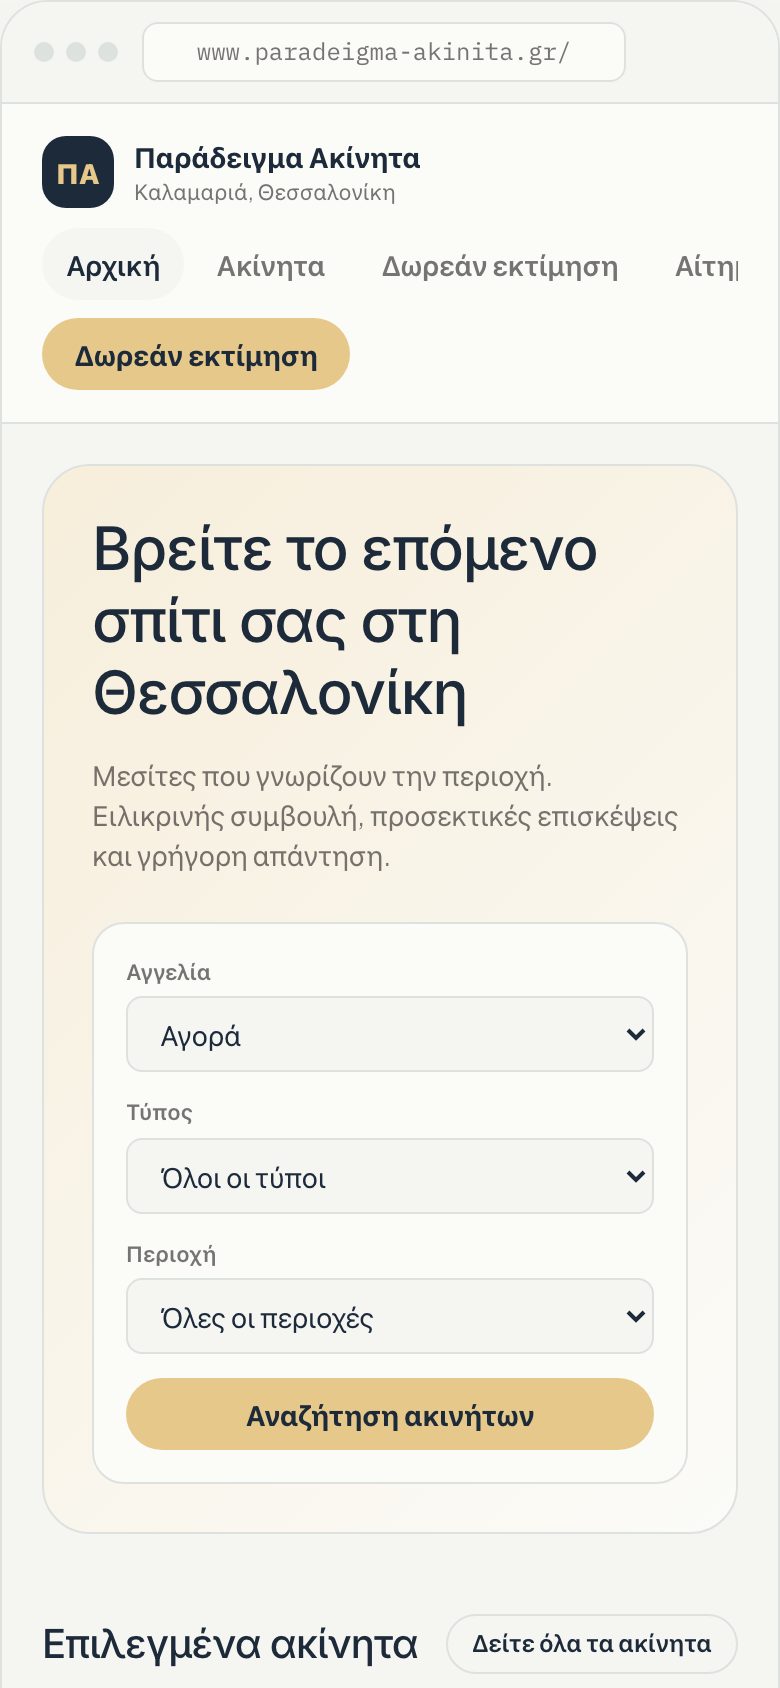 www.paradeigma-akinita.gr/
ΠΑ
Παράδειγμα Ακίνητα
Καλαμαριά, Θεσσαλονίκη
Αρχική Ακίνητα Δωρεάν εκτίμηση
Δωρεάν εκτίμηση
Βρείτε το επόμενο
σπίτι σας στη
Θεσσαλονίκη
Μεσίτες που γνωρίζουν την περιοχή.
Ειλικρινής συμβουλή, προσεκτικές επισκέψεις
και γρήγορη απάντηση.
Αγγελία
Αγορά
Τύπος
Όλοι οι τύποι
Περιοχή
Όλες οι περιοχές
Αναζήτηση ακινήτων
Επιλεγμένα ακίνητα Δείτε όλα τα ακίνητα